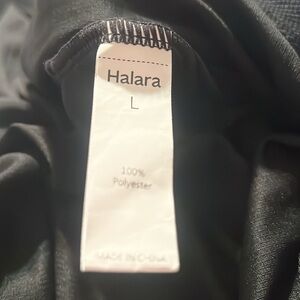 Halara
L
100%
Polyester
MADE IN CHINA